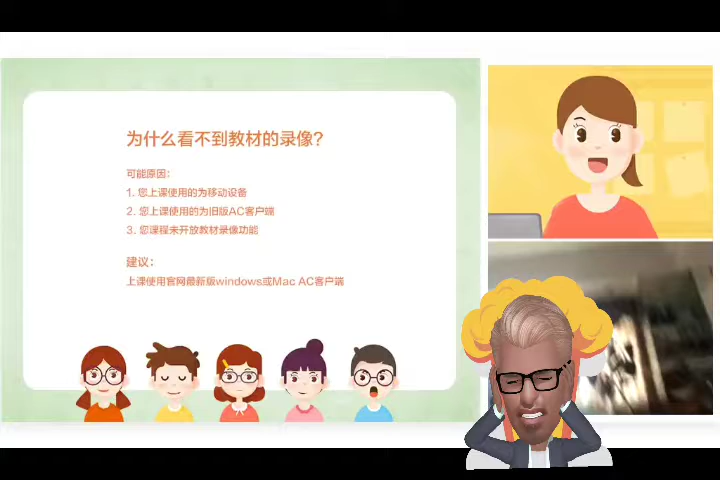 为什么看不到教材的录像?
可能原因:
1. 您上课使用的为移动设备
2. 您上课使用的为旧版AC客户端
3. 您课程未开放教材录像功能
建议:
上课使用官网最新版windows或Mac AC客户端